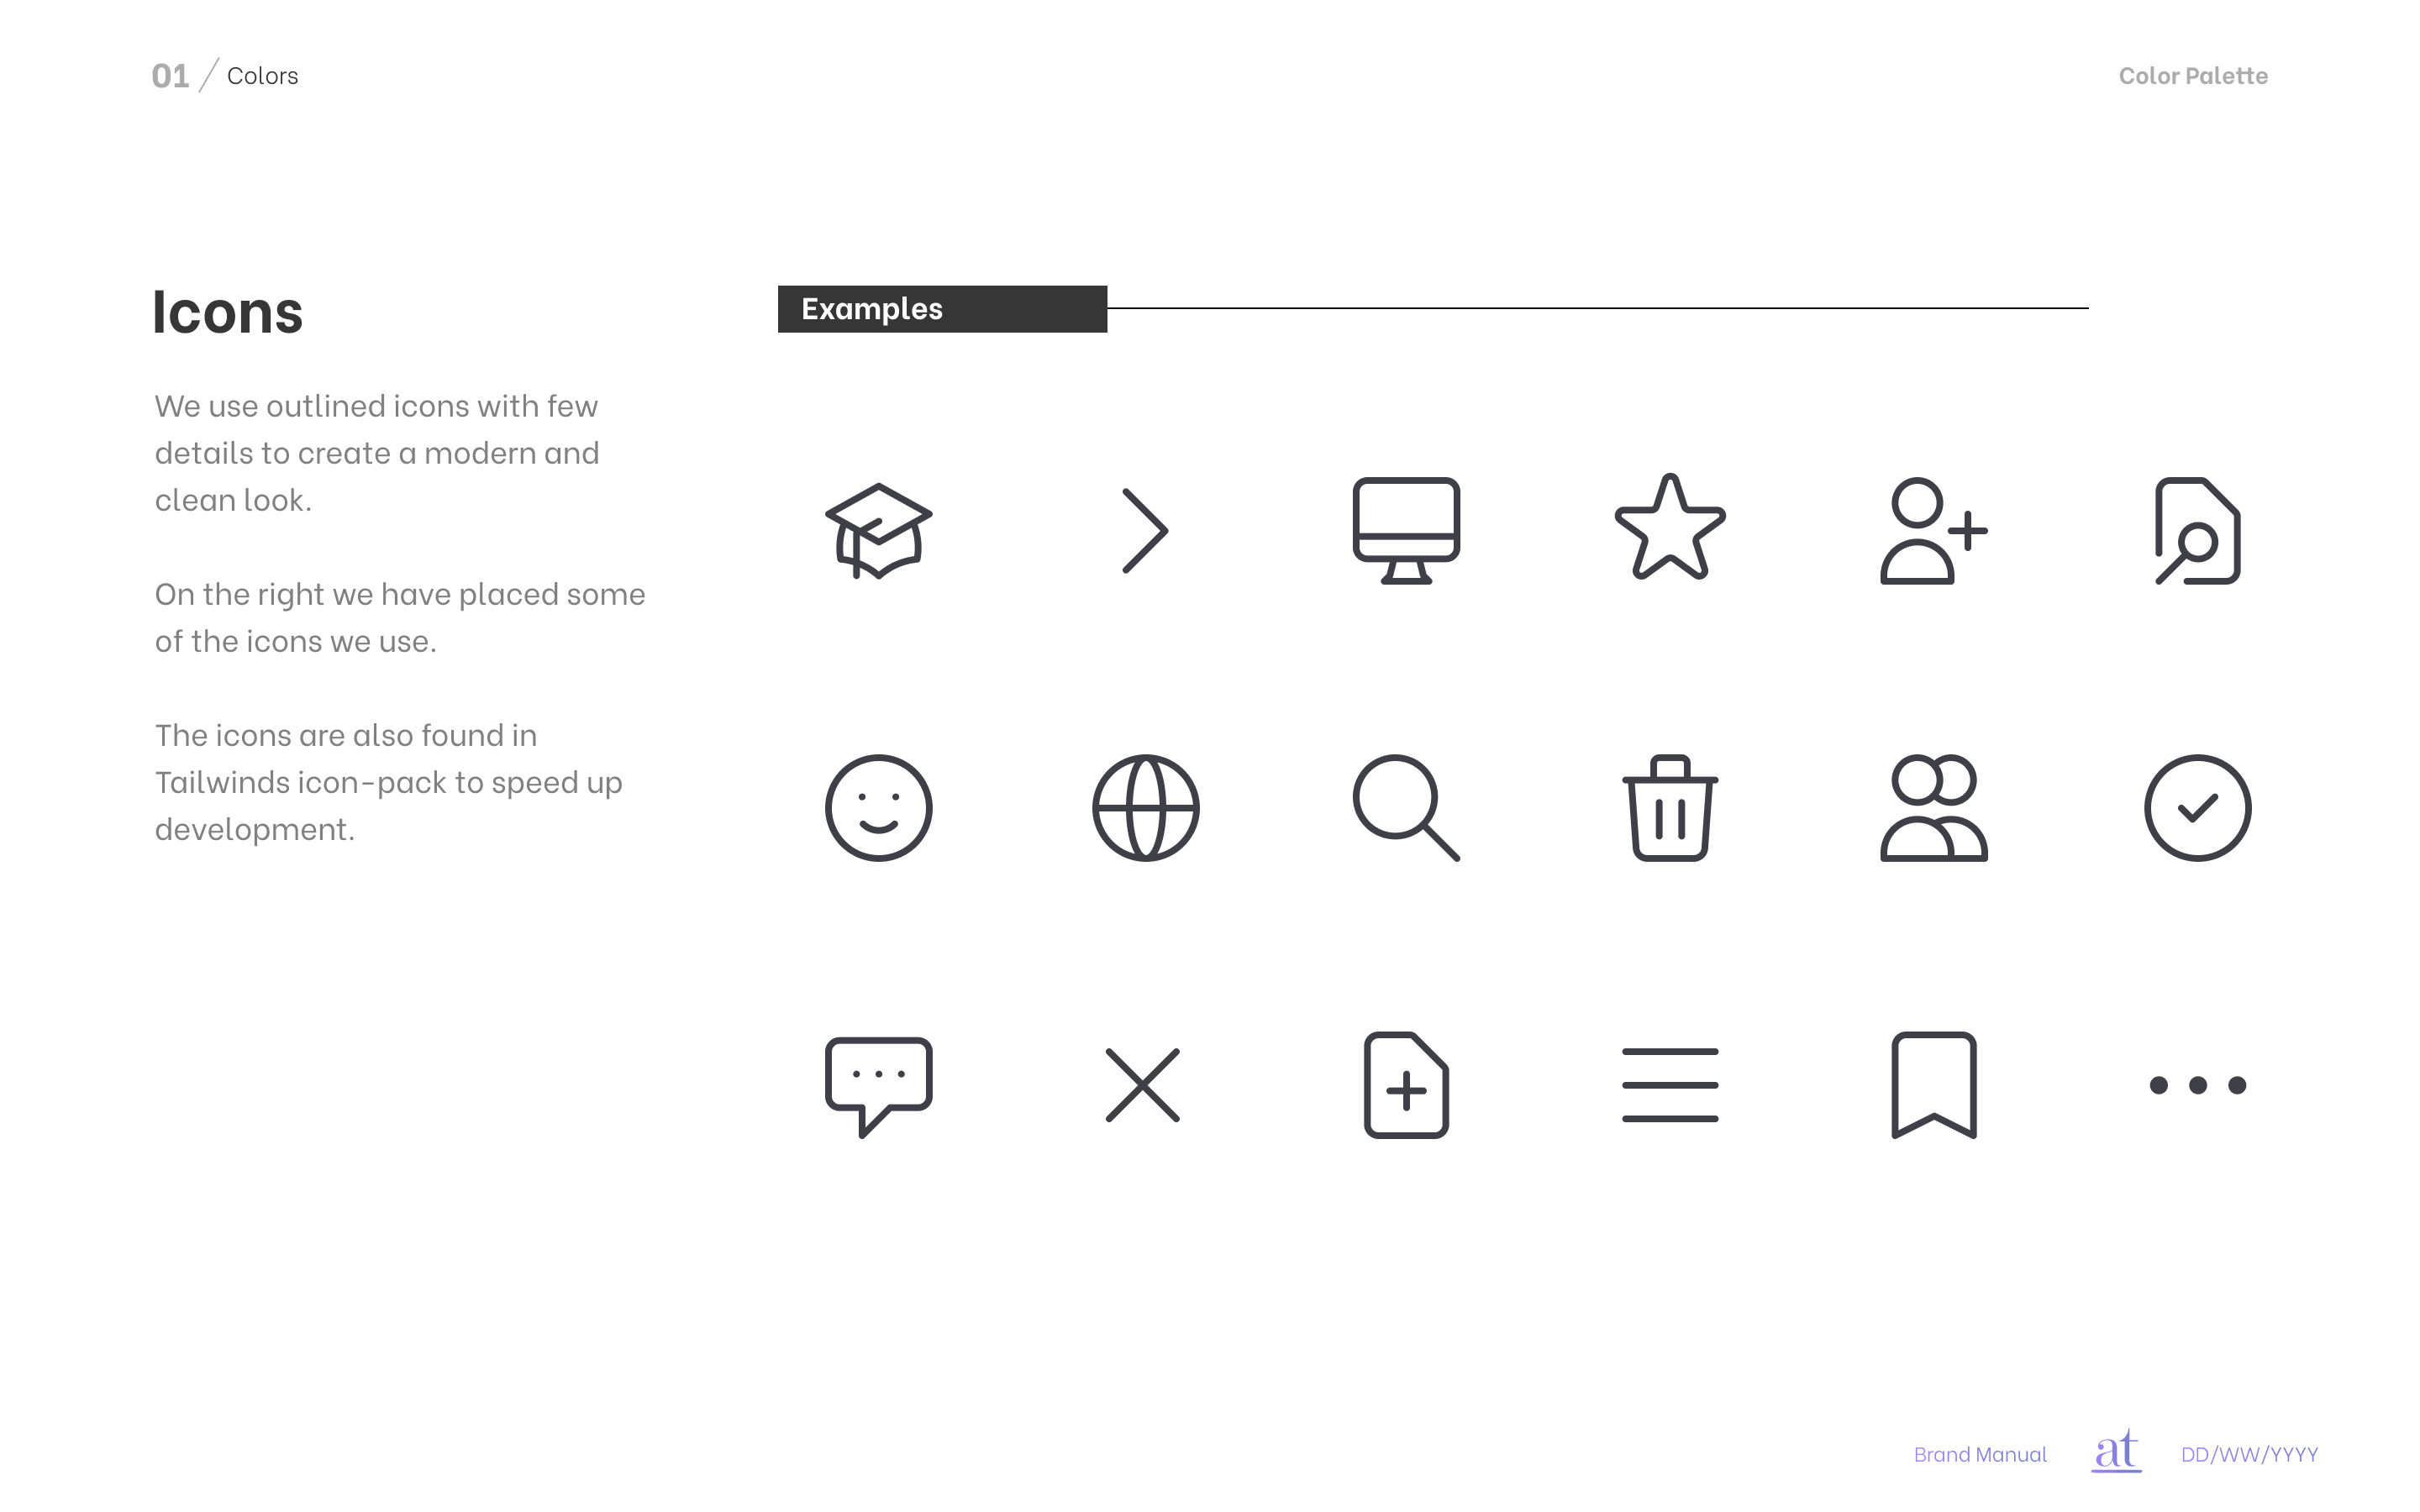 01 / Colors
Color Palette
Icons
Examples
We use outlined icons with few
details to create a modern and
clean look.
On the right we have placed some
of the icons we use.
The icons are also found in
Tailwinds icon-pack to speed up
development.
Brand Manual
at
DD/WW/YYYY